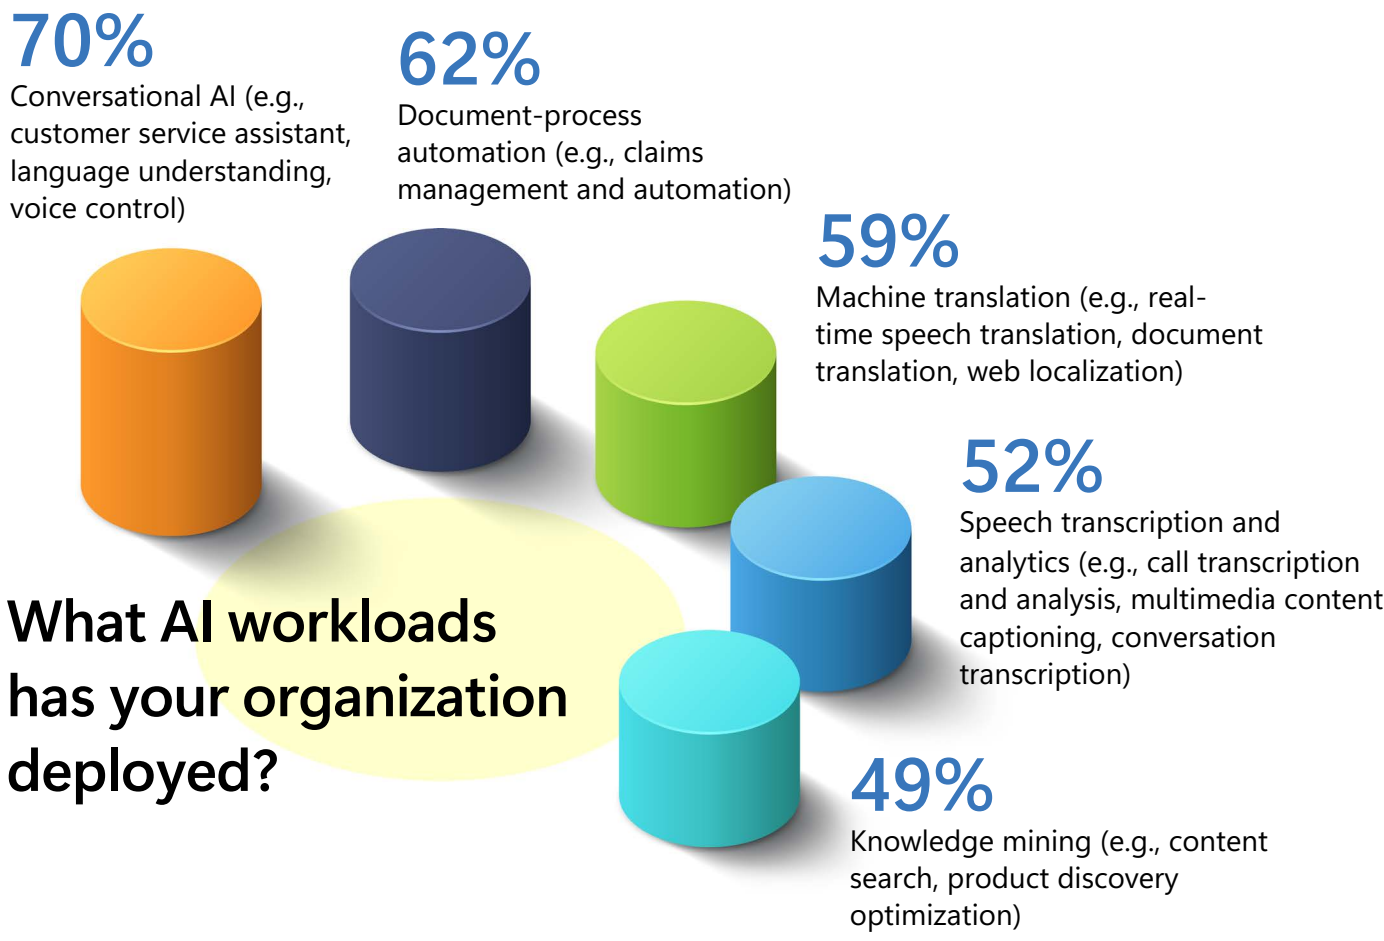 70%
Conversational AI (e.g.,
customer service assistant,
language understanding,
voice control)
62%
Document-process
automation (e.g., claims
management and automation)
59%
Machine translation (e.g., real-
time speech translation, document
translation, web localization)
52%
Speech transcription and
analytics (e.g., call transcription
and analysis, multimedia content
captioning, conversation
transcription)
What AI workloads
has your organization
deployed?
49%
Knowledge mining (e.g., content
search, product discovery
optimization)